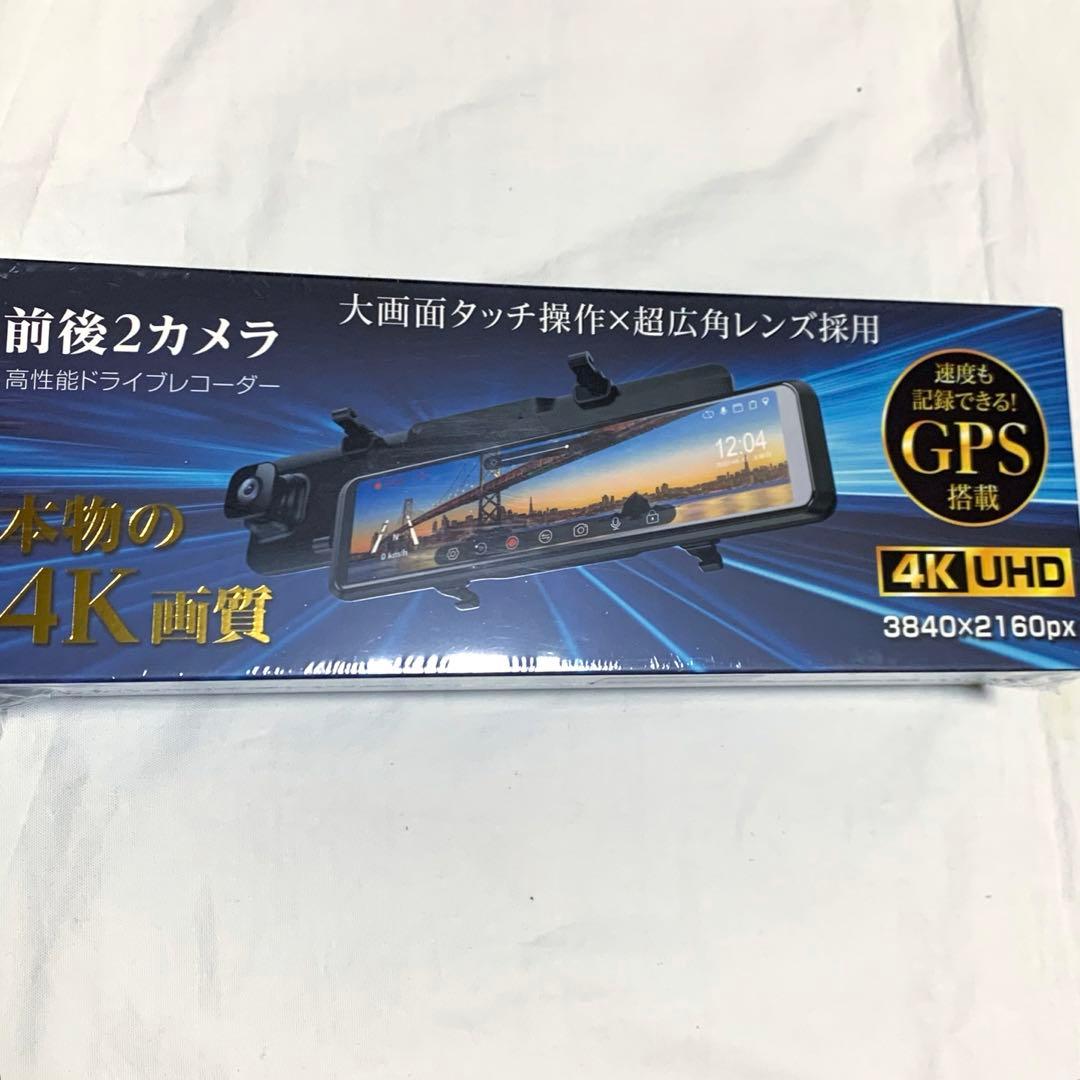 前後2カメラ
高性能ドライブレコーダー
大画面タッチ操作×超広角レンズ採用
速度も
記録できる!
GPS
搭載
本物の
4K画質
12:04
N
0 km/h
4K UHD
3840×2160px